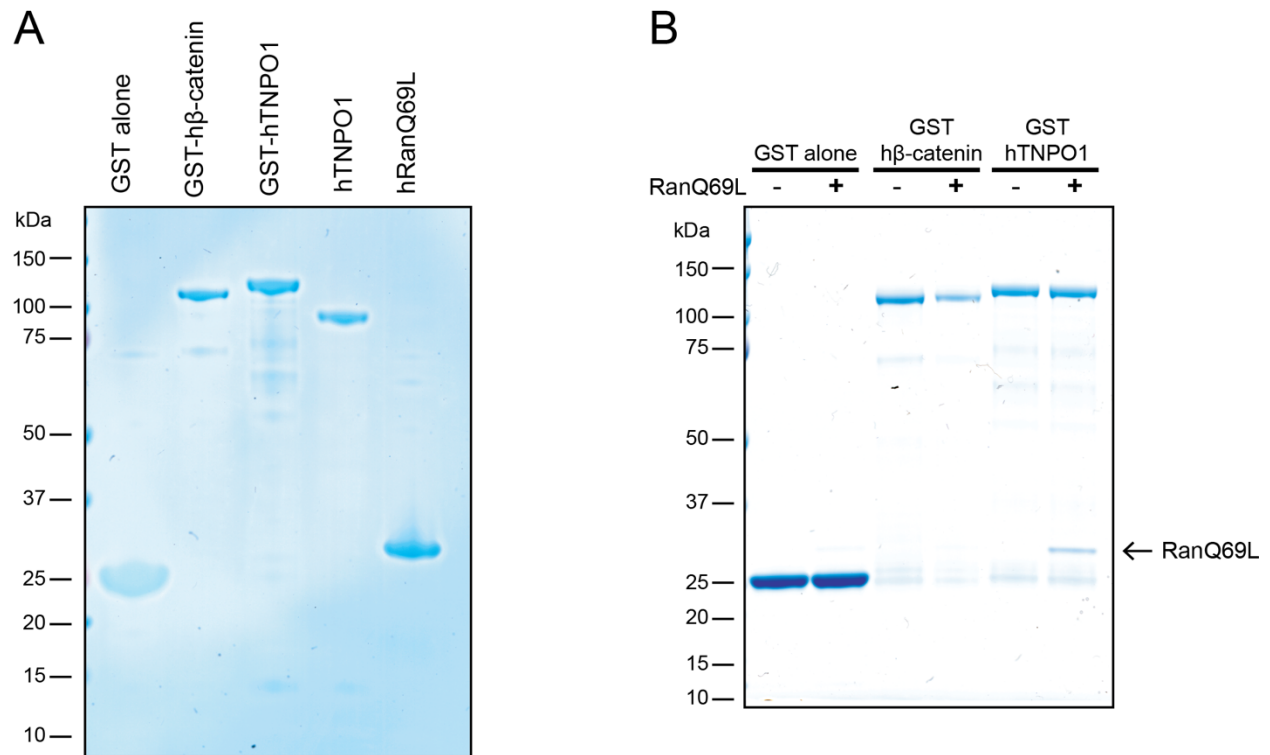 A
GST alone
GST-hβ-catenin
GST-hTNPO1
hTNPO1
hRanQ69L
kDa
150
100
75
50
37
25
20
15
10
B
GST alone
GST
hβ-catenin
GST
hTNPO1
RanQ69L - + - + - +
kDa
150
100
75
50
37
25
20
15
10
RanQ69L